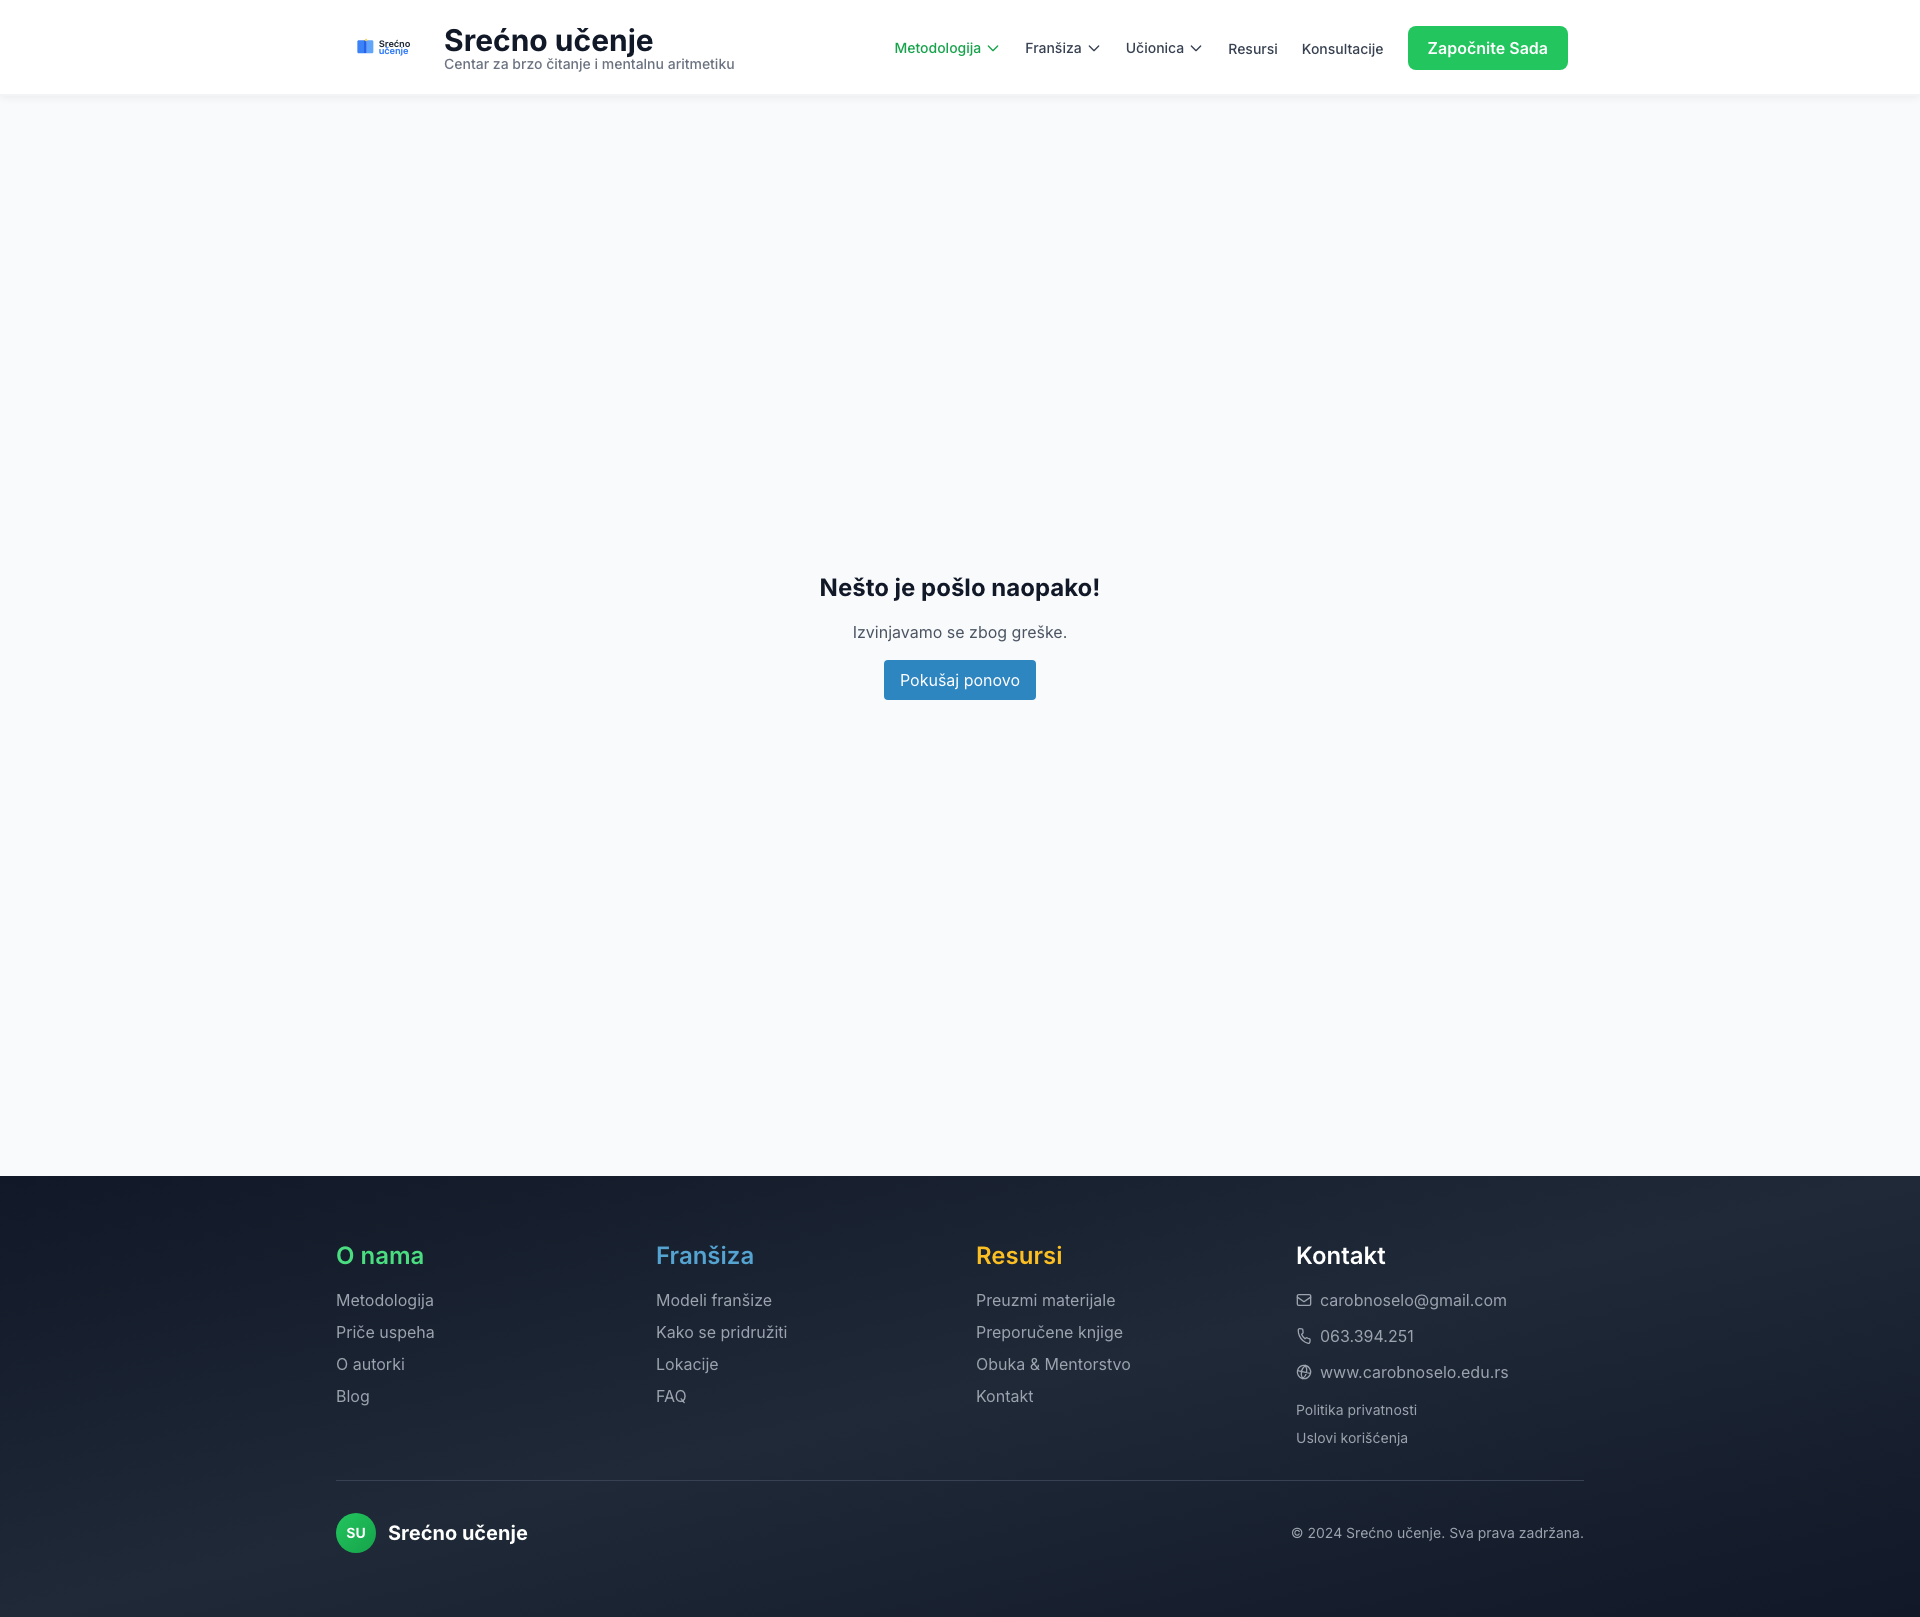 Srećno
učenje
Srećno učenje
Centar za brzo čitanje i mentalnu aritmetiku
Metodologija
Franšiza
Učionica
Resursi
Konsultacije
Započnite Sada
Nešto je pošlo naopako!
Izvinjavamo se zbog greške.
Pokušaj ponovo
O nama
Metodologija
Priče uspeha
O autorki
Blog
Franšiza
Modeli franšize
Kako se pridružiti
Lokacije
FAQ
Resursi
Preuzmi materijale
Preporučene knjige
Obuka & Mentorstvo
Kontakt
Kontakt
carobnoselo@gmail.com
063.394.251
www.carobnoselo.edu.rs
Politika privatnosti
Uslovi korišćenja
SU
Srećno učenje
© 2024 Srećno učenje. Sva prava zadržana.